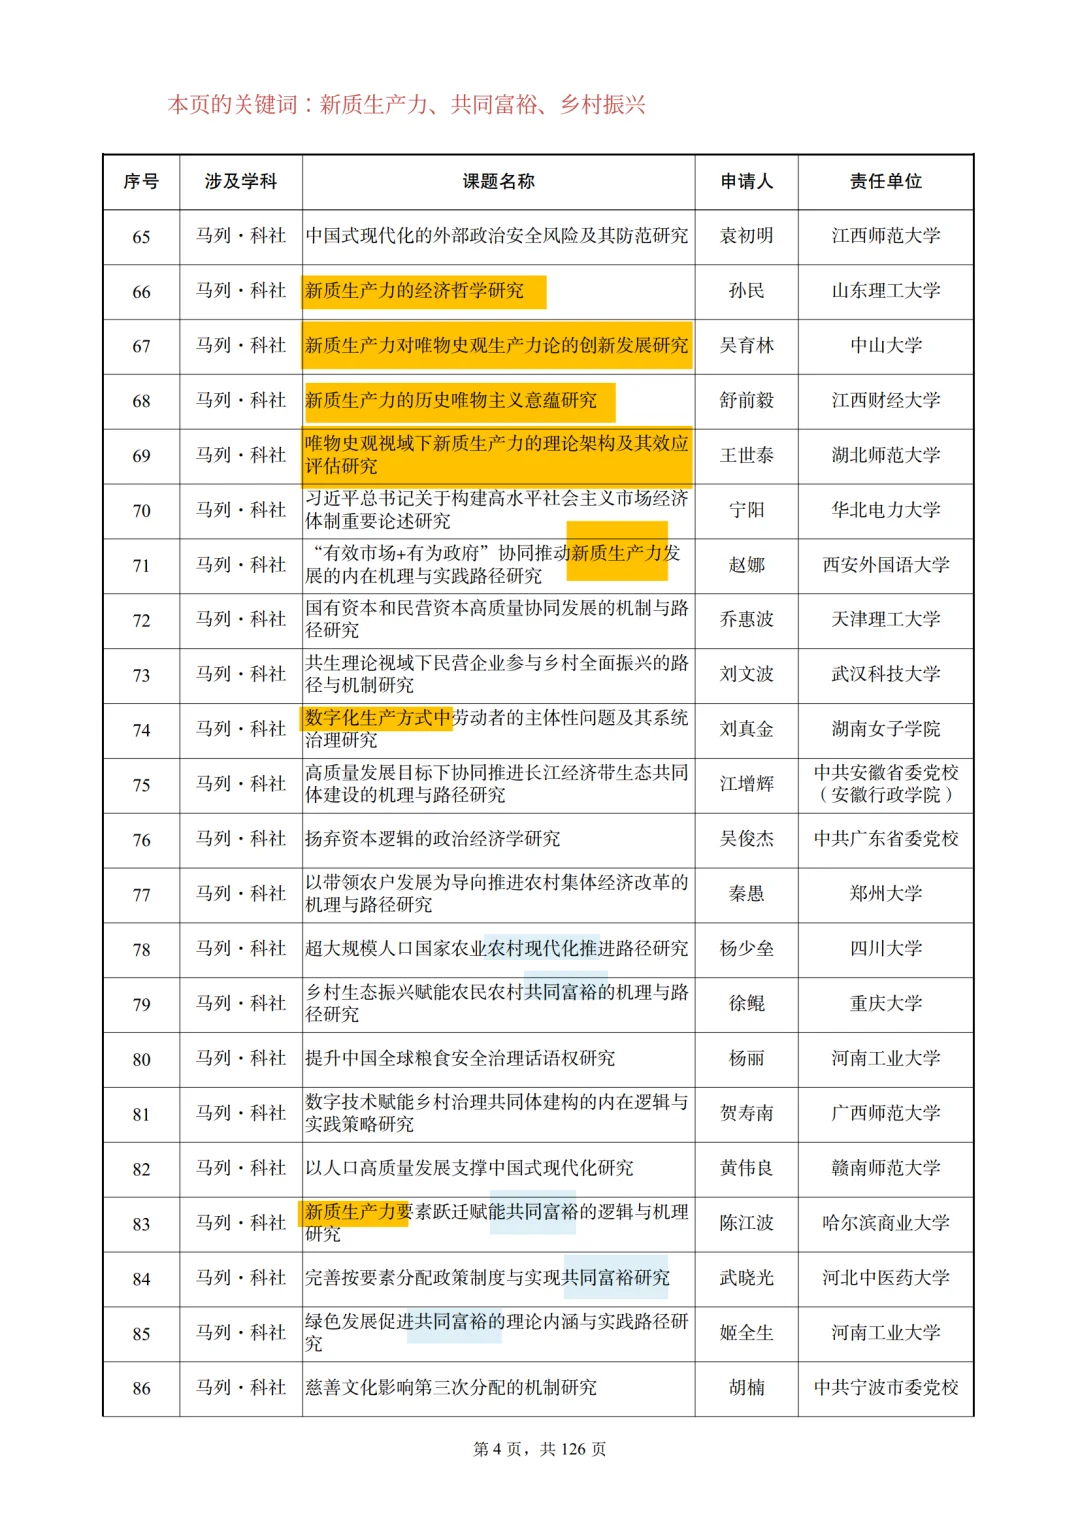 本页的关键词：新质生产力、共同富裕、乡村振兴
序号 涉及学科 课题名称 申请人 责任单位
65 马列·科社 中国式现代化的外部政治安全风险及其防范研究 袁初明 江西师范大学
66 马列·科社 新质生产力的经济哲学研究 孙民 山东理工大学
67 马列·科社 新质生产力对唯物史观生产力论的创新发展研究 吴育林 中山大学
68 马列·科社 新质生产力的历史唯物主义意蕴研究 舒前毅 江西财经大学
69 马列·科社 唯物史观视域下新质生产力的理论架构及其效应
评估研究 王世泰 湖北师范大学
70 马列·科社 习近平总书记关于构建高水平社会主义市场经济
体制重要论述研究 宁阳 华北电力大学
71 马列·科社 “有效市场+有为政府”协同推动新质生产力发
展的内在机理与实践路径研究 赵娜 西安外国语大学
72 马列·科社 国有资本和民营资本高质量协同发展的机制与路
径研究 乔惠波 天津理工大学
73 马列·科社 共生理论视域下民营企业参与乡村全面振兴的路
径与机制研究 刘文波 武汉科技大学
74 马列·科社 数字化生产方式中劳动者的主体性问题及其系统
治理研究 刘真金 湖南女子学院
75 马列·科社 高质量发展目标下协同推进长江经济带生态共同
体建设的机理与路径研究 江增辉 中共安徽省委党校
（安徽行政学院）
76 马列·科社 扬弃资本逻辑的政治经济学研究 吴俊杰 中共广东省委党校
77 马列·科社 以带领农户发展为导向推进农村集体经济改革的
机理与路径研究 秦愚 郑州大学
78 马列·科社 超大规模人口国家农业农村现代化推进路径研究 杨少垒 四川大学
79 马列·科社 乡村生态振兴赋能农民农村共同富裕的机理与路
径研究 徐鲲 重庆大学
80 马列·科社 提升中国全球粮食安全治理话语权研究 杨丽 河南工业大学
81 马列·科社 数字技术赋能乡村治理共同体建构的内在逻辑与
实践策略研究 贺寿南 广西师范大学
82 马列·科社 以人口高质量发展支撑中国式现代化研究 黄伟良 赣南师范大学
83 马列·科社 新质生产力要素跃迁赋能共同富裕的逻辑与机理
研究 陈江波 哈尔滨商业大学
84 马列·科社 完善按要素分配政策制度与实现共同富裕研究 武晓光 河北中医药大学
85 马列·科社 绿色发展促进共同富裕的理论内涵与实践路径研
究 姬全生 河南工业大学
86 马列·科社 慈善文化影响第三次分配的机制研究 胡楠 中共宁波市委党校
第 4 页，共 126 页